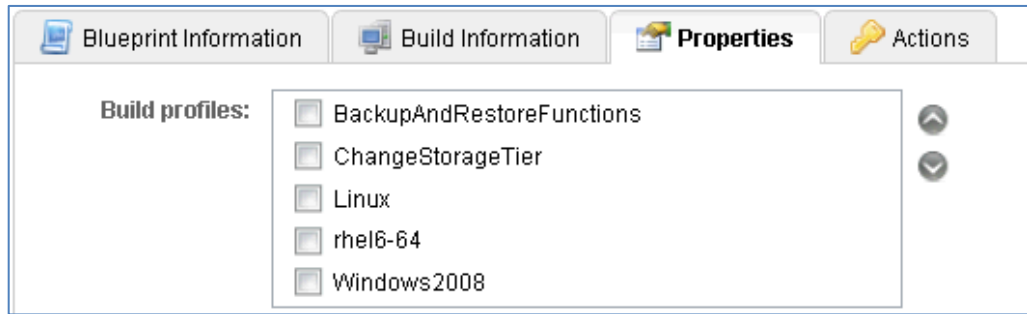 Blueprint Information Build Information Properties Actions
Build profiles: BackupAndRestoreFunctions
ChangeStorageTier
Linux
rhel6-64
Windows2008